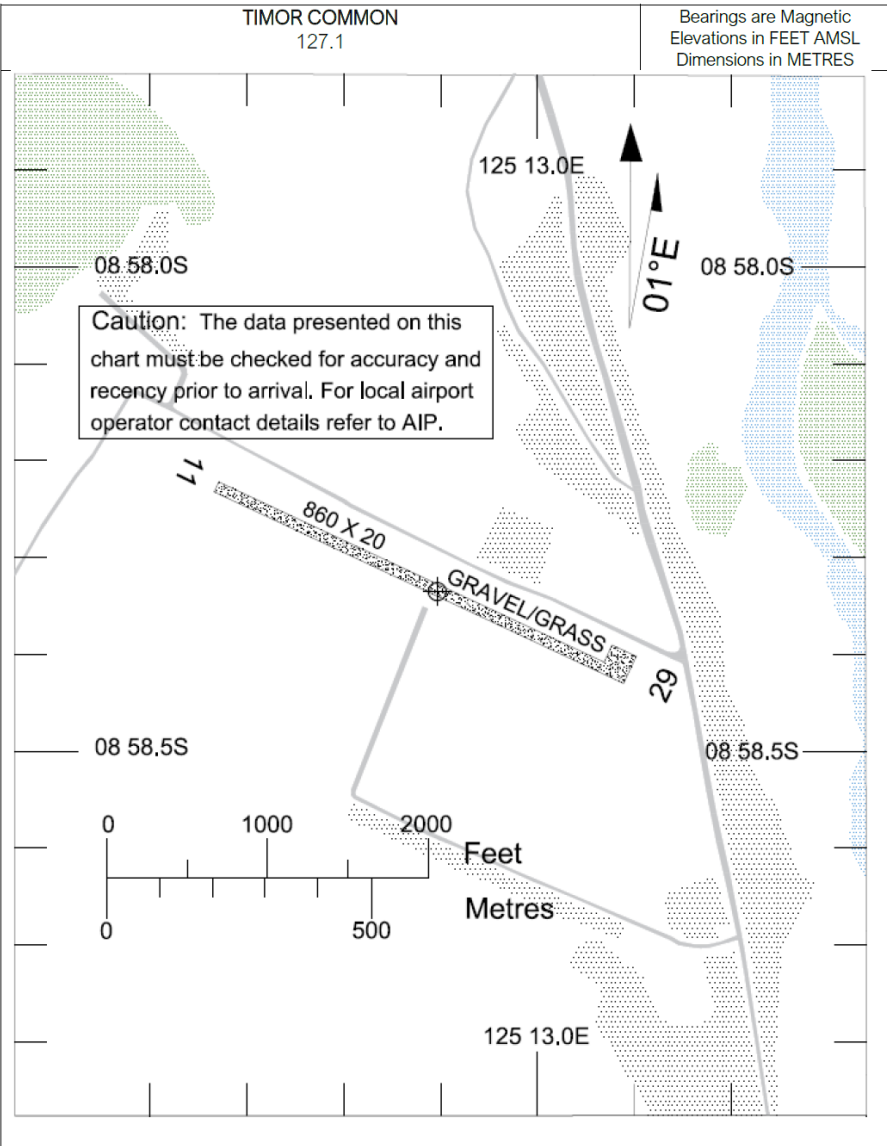 TIMOR COMMON
127.1
Bearings are Magnetic
Elevations in FEET AMSL
Dimensions in METRES
125 13.0E
01°E
08 58.0S
08 58.0S
Caution: The data presented on this
chart must be checked for accuracy and
recency prior to arrival. For local airport
operator contact details refer to AIP.
11
860 X 20
GRAVEL/GRASS
29
08 58.5S
08 58.5S
0 1000 2000
Feet
Metres
0 500
125 13.0E